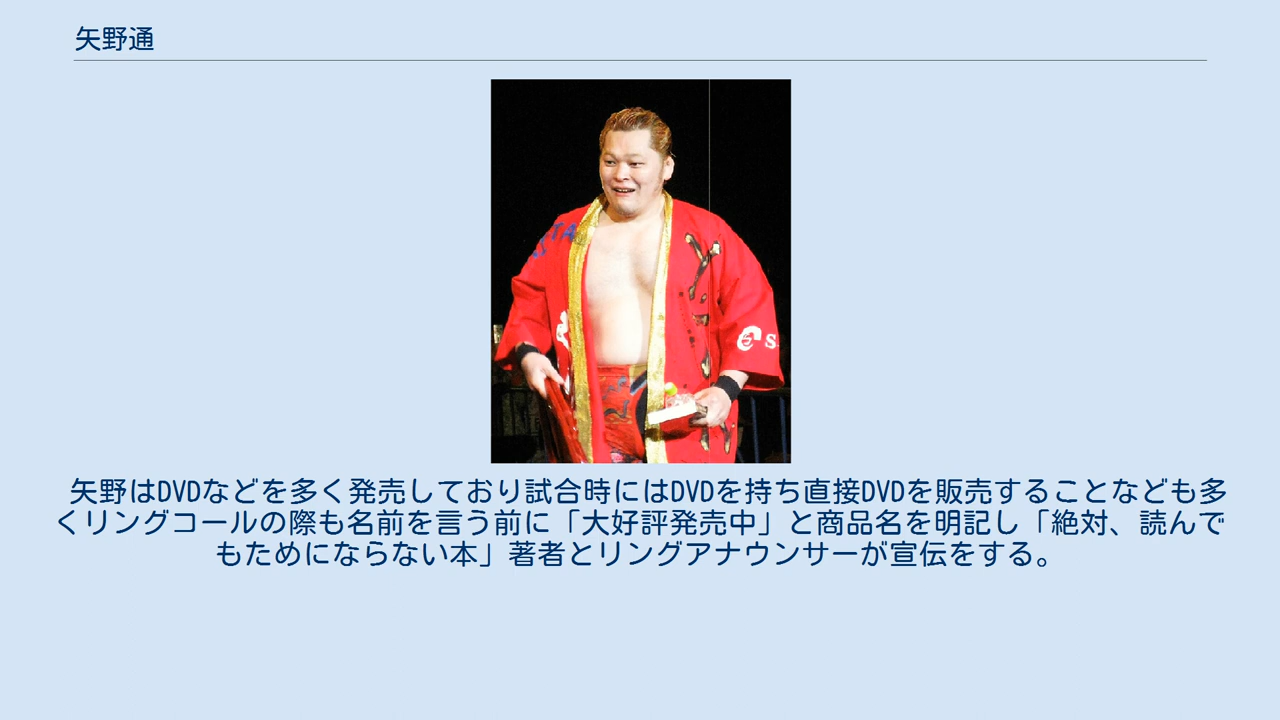 矢野通
矢野はDVDなどを多く発売しており試合時にはDVDを持ち直接DVDを販売することなども多
くリングコールの際も名前を言う前に「大好評発売中」と商品名を明記し「絶対、読んで
もためにならない本」著者とリングアナウンサーが宣伝をする。